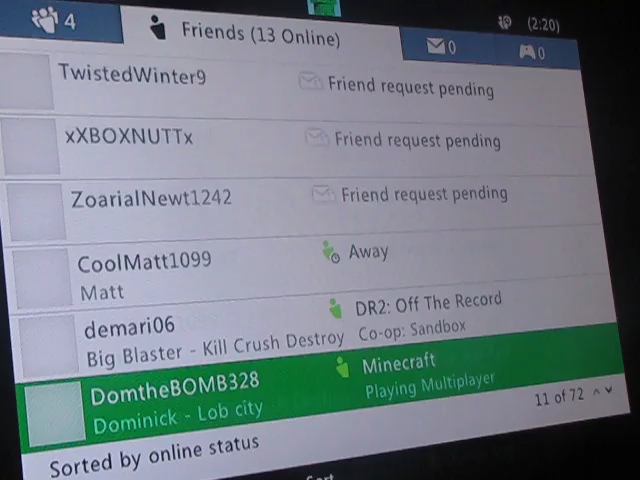 4
Friends (13 Online)
0
0
(2:20)
TwistedWinter9
Friend request pending
xXBOXNUTTx
Friend request pending
ZoarialNewt1242
Friend request pending
CoolMatt1099
Away
Matt
demari06
DR2: Off The Record
Big Blaster - Kill Crush Destroy
Co-op: Sandbox
DomtheBOMB328
Minecraft
Dominick - Lob city
Playing Multiplayer
11 of 72
Sorted by online status